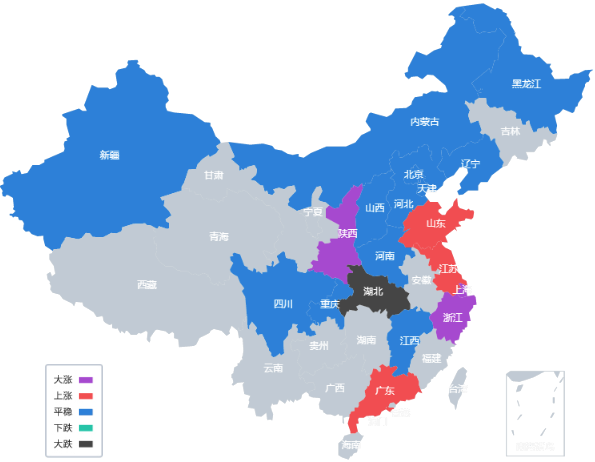 黑龙江
内蒙古
吉林
新疆
辽宁
北京
甘肃
天津
河北
山西
宁夏
山东
陕西
青海
河南
江苏
西藏
安徽
上海
湖北
四川
重庆
浙江
江西
湖南
贵州
福建
云南
广西
广东
台湾
海南
大涨
上涨
平稳
下跌
大跌